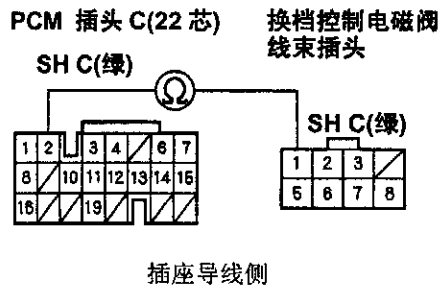 PCM 插头 C(22 芯)
换档控制电磁阀
线束插头
SH C(绿)
Ω
SH C(绿)
1 2 3 4 6 7
8 10 11 12 13 14 15
16 19
1 2 3
5 6 7 8
插座导线侧